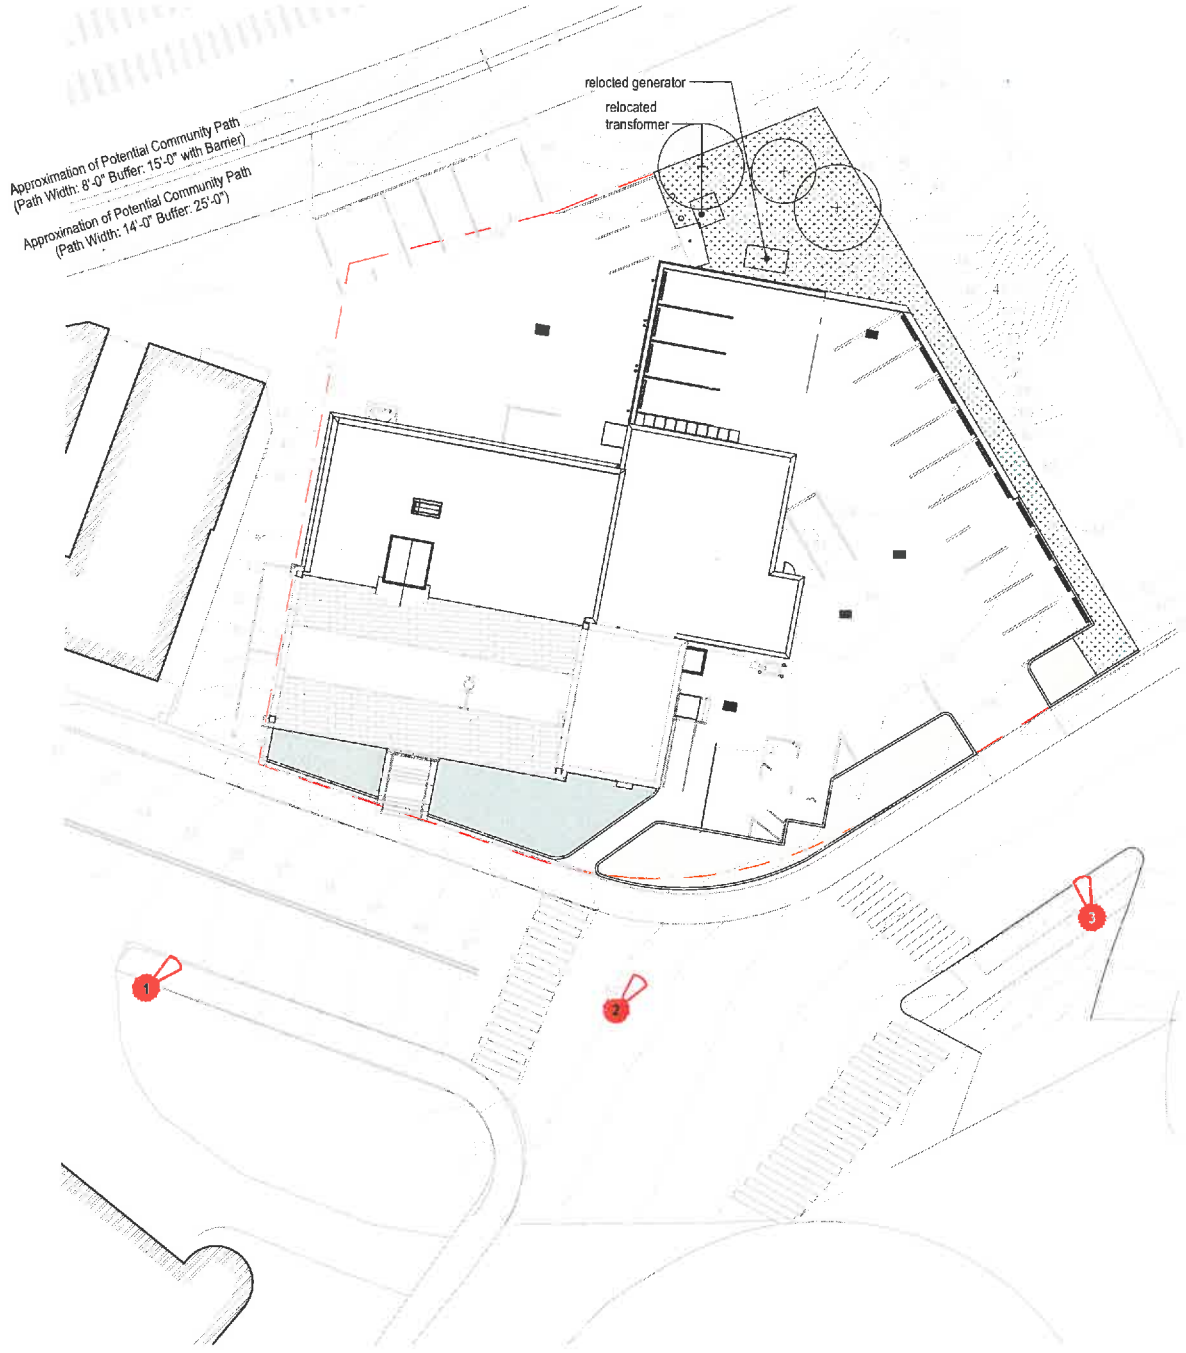 relocted generator
relocated
transformer
Approximation of Potential Community Path
(Path Width: 8'-0" Buffer: 15'-0" with Barrier)
Approximation of Potential Community Path
(Path Width: 14'-0" Buffer: 25'-0")
1
2
3